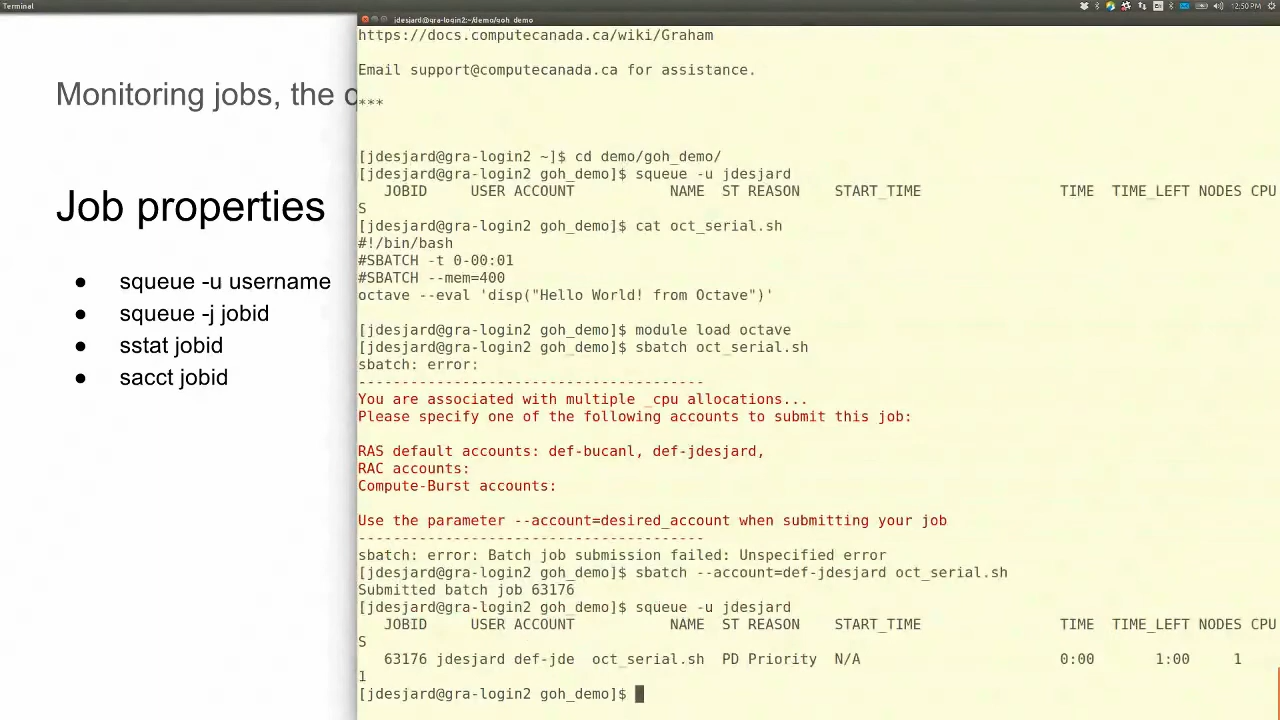 Terminal
12:50 PM
jdesjard@gra-login2:~/demo/goh_demo
Monitoring jobs, the
Job properties
● squeue -u username
● squeue -j jobid
● sstat jobid
● sacct jobid
https://docs.computecanada.ca/wiki/Graham
Email support@computecanada.ca for assistance.
***
[jdesjard@gra-login2 ~]$ cd demo/goh_demo/
[jdesjard@gra-login2 goh_demo]$ squeue -u jdesjard
JOBID USER ACCOUNT NAME ST REASON START_TIME TIME TIME_LEFT NODES CPU
S
[jdesjard@gra-login2 goh_demo]$ cat oct_serial.sh
#!/bin/bash
#SBATCH -t 0-00:01
#SBATCH --mem=400
octave --eval 'disp("Hello World! from Octave")'
[jdesjard@gra-login2 goh_demo]$ module load octave
[jdesjard@gra-login2 goh_demo]$ sbatch oct_serial.sh
sbatch: error:
----------------------------------------
You are associated with multiple _cpu allocations...
Please specify one of the following accounts to submit this job:
RAS default accounts: def-bucanl, def-jdesjard,
RAC accounts:
Compute-Burst accounts:
Use the parameter --account=desired_account when submitting your job
----------------------------------------
sbatch: error: Batch job submission failed: Unspecified error
[jdesjard@gra-login2 goh_demo]$ sbatch --account=def-jdesjard oct_serial.sh
Submitted batch job 63176
[jdesjard@gra-login2 goh_demo]$ squeue -u jdesjard
JOBID USER ACCOUNT NAME ST REASON START_TIME TIME TIME_LEFT NODES CPU
S
63176 jdesjard def-jde oct_serial.sh PD Priority N/A 0:00 1:00 1
1
[jdesjard@gra-login2 goh_demo]$